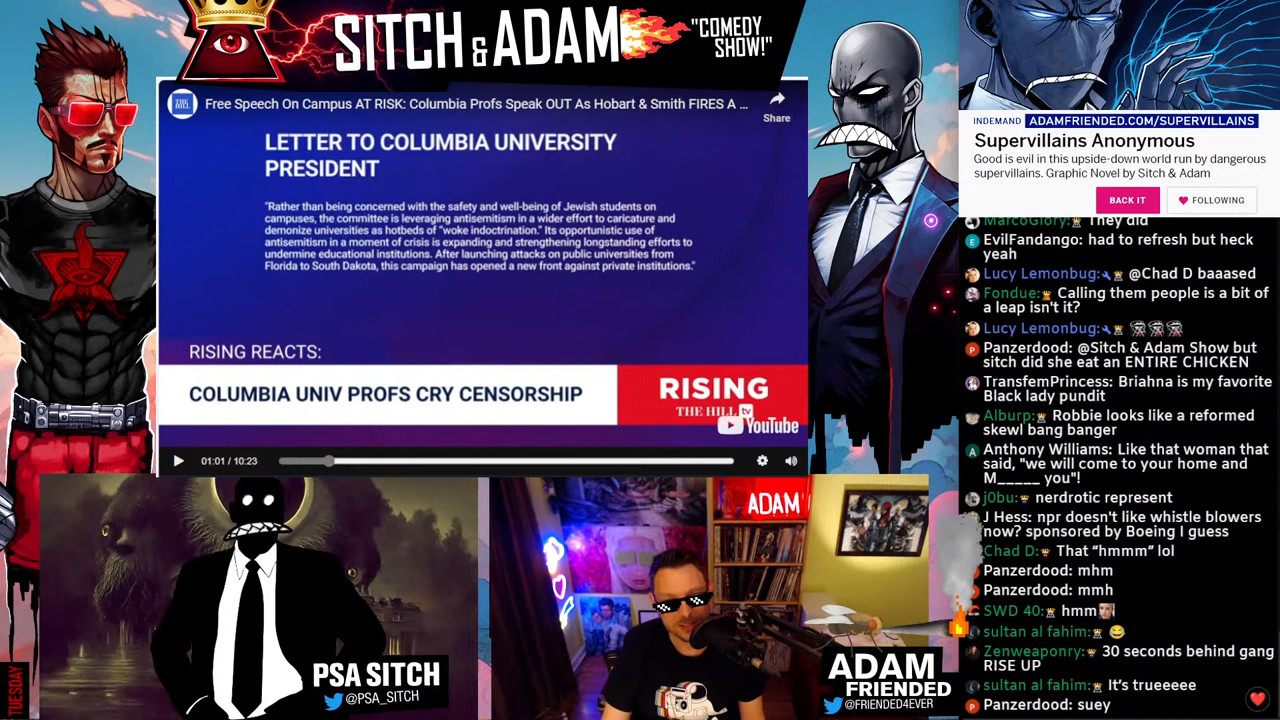 SITCH & ADAM
"COMEDY
SHOW!"
THE HILL
Free Speech On Campus AT RISK: Columbia Profs Speak OUT As Hobart & Smith FIRES A ...
Share
LETTER TO COLUMBIA UNIVERSITY
PRESIDENT
"Rather than being concerned with the safety and well-being of Jewish students on
campuses, the committee is leveraging antisemitism in a wider effort to caricature and
demonize universities as hotbeds of "woke indoctrination." Its opportunistic use of
antisemitism in a moment of crisis is expanding and strengthening longstanding efforts to
undermine educational institutions. After launching attacks on public universities from
Florida to South Dakota, this campaign has opened a new front against private institutions."
RISING REACTS:
COLUMBIA UNIV PROFS CRY CENSORSHIP
RISING
THE HILL tv
YouTube
01:01 / 10:23
TUESDAY
PSA SITCH
@PSA_SITCH
ADAM
ADAM
FRIENDED
@FRIENDED4EVER
INDEMAND ADAMFRIENDED.COM/SUPERVILLAINS
Supervillains Anonymous
Good is evil in this upside-down world run by dangerous
supervillains. Graphic Novel by Sitch & Adam
BACK IT
FOLLOWING
MarcoGlory: They did
EvilFandango: had to refresh but heck
yeah
Lucy Lemonbug: @Chad D baaased
Fondue: Calling them people is a bit of
a leap isn't it?
Lucy Lemonbug:
Panzerdood: @Sitch & Adam Show but
sitch did she eat an ENTIRE CHICKEN
TransfemPrincess: Briahna is my favorite
Black lady pundit
Alburp: Robbie looks like a reformed
skewl bang banger
Anthony Williams: Like that woman that
said, "we will come to your home and
M_____ you"!
j0bu: nerdrotic represent
J Hess: npr doesn't like whistle blowers
now? sponsored by Boeing I guess
Chad D: That “hmmm” lol
Panzerdood: mhm
Panzerdood: mmh
SWD 40: hmm
sultan al fahim: 😂
Zenweaponry: 30 seconds behind gang
RISE UP
sultan al fahim: It’s trueeeee
Panzerdood: suey